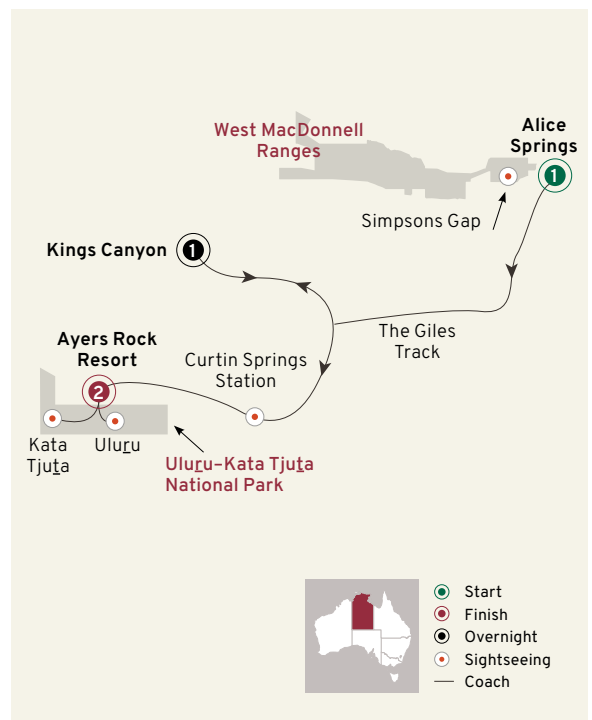 West MacDonnell
Ranges
Alice
Springs
1
Simpsons Gap
Kings Canyon
1
The Giles
Track
Ayers Rock
Resort
2
Curtin Springs
Station
Kata
Tjuṯa
Uluṟu
Uluṟu–Kata Tjuṯa
National Park
Start
Finish
Overnight
Sightseeing
Coach